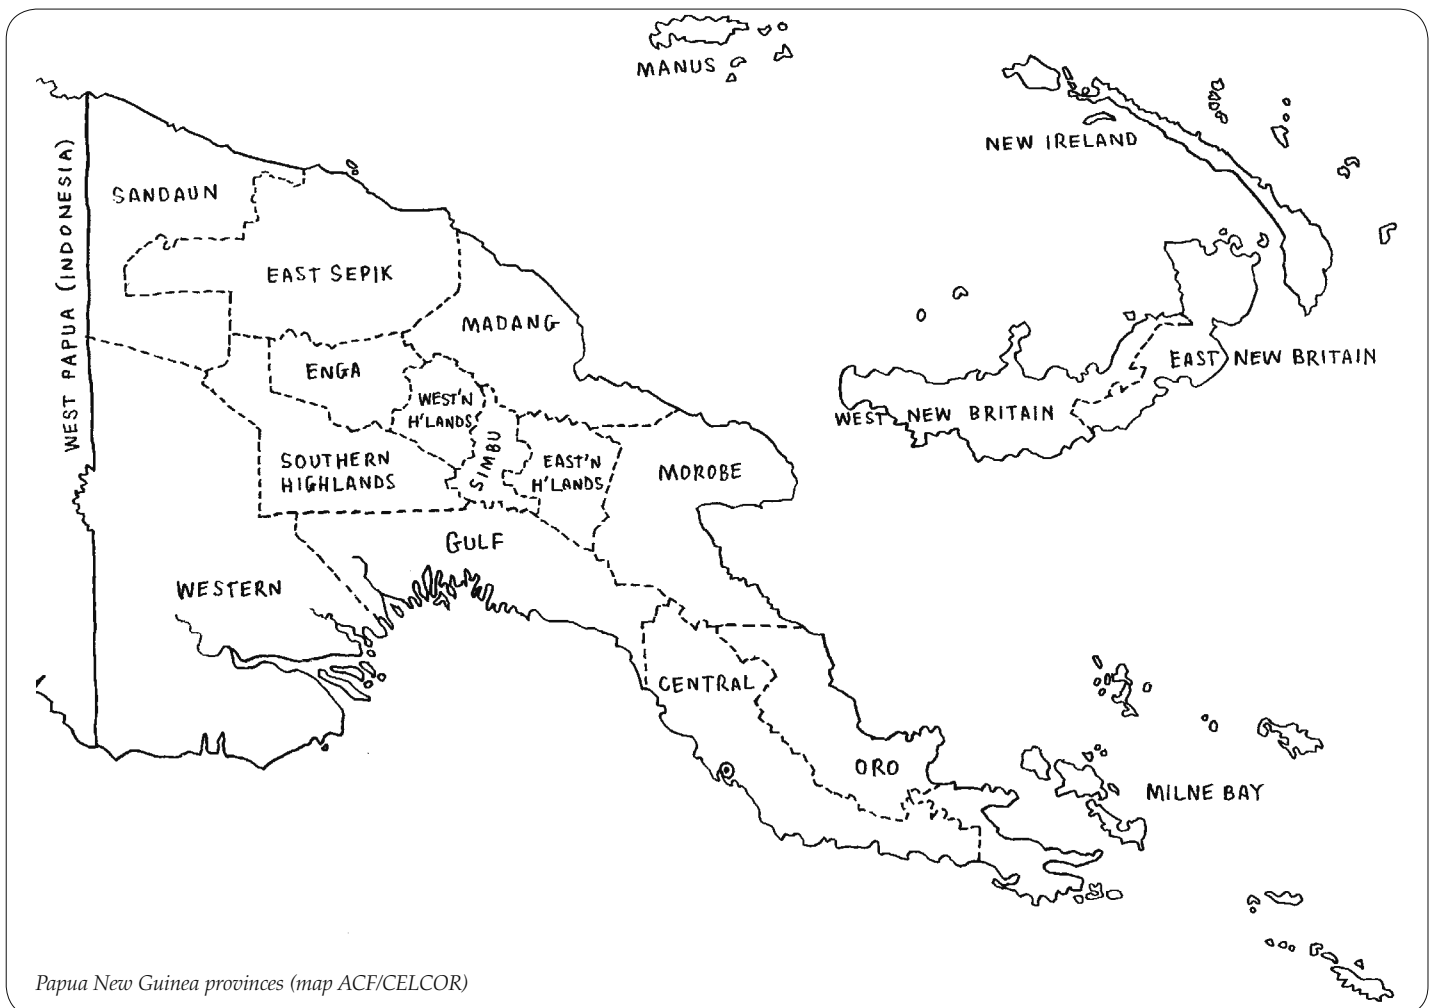 MANUS
NEW IRELAND
WEST PAPUA (INDONESIA)
SANDAUN
EAST SEPIK
MADANG
ENGA
WEST'N
H'LANDS
EAST NEW BRITAIN
WEST NEW BRITAIN
SOUTHERN
HIGHLANDS
SIMBU
EAST'N
H'LANDS
MOROBE
GULF
WESTERN
CENTRAL
ORO
MILNE BAY
Papua New Guinea provinces (map ACF/CELCOR)